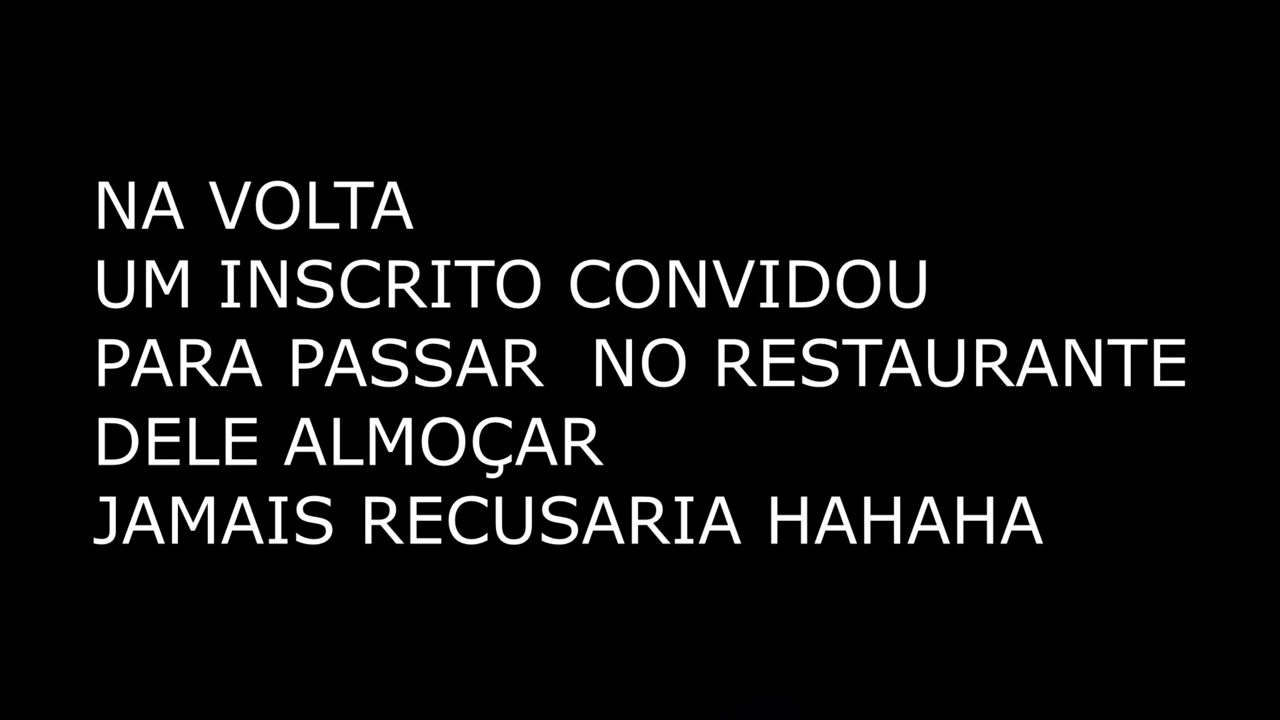 NA VOLTA
UM INSCRITO CONVIDOU
PARA PASSAR  NO RESTAURANTE
DELE ALMOÇAR
JAMAIS RECUSARIA HAHAHA